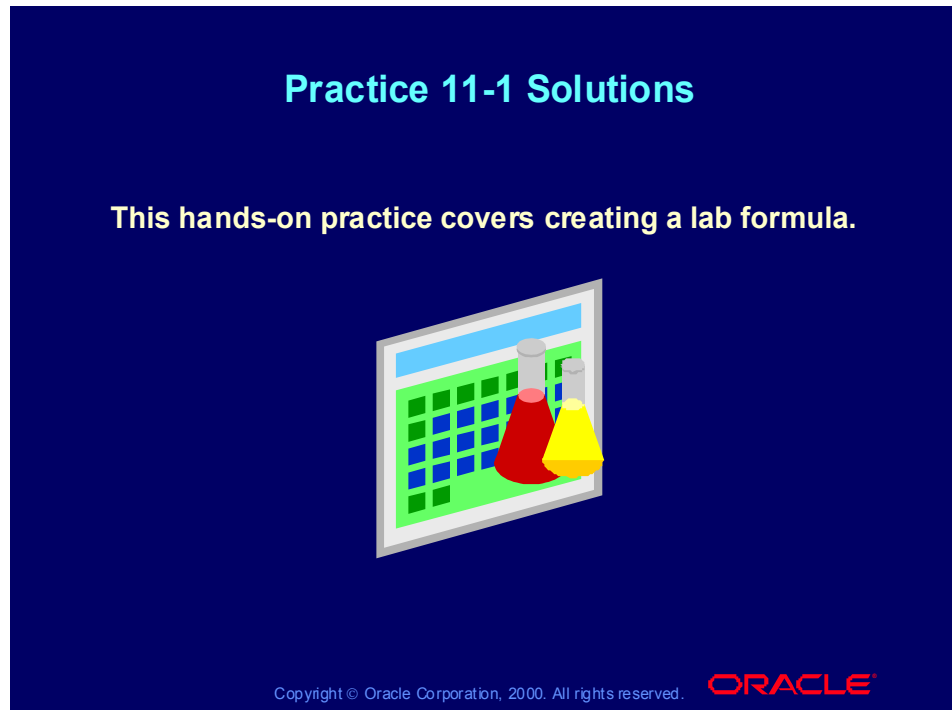 Practice 11-1 Solutions
This hands-on practice covers creating a lab formula.
Copyright © Oracle Corporation, 2000. All rights reserved.
ORACLE®